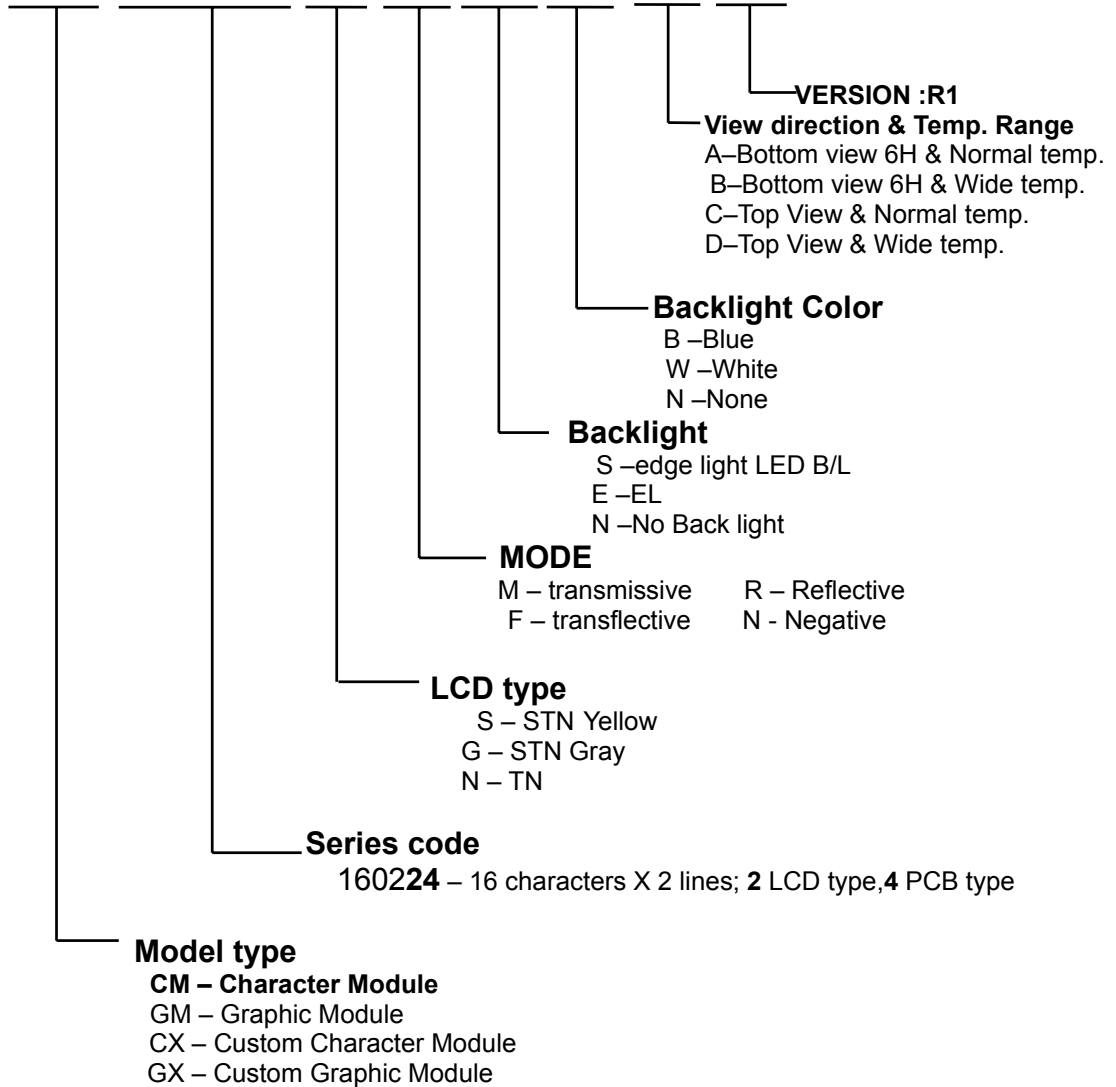 VERSION :R1
View direction & Temp. Range
A–Bottom view 6H & Normal temp.
B–Bottom view 6H & Wide temp.
C–Top View & Normal temp.
D–Top View & Wide temp.
Backlight Color
B –Blue
W –White
N –None
Backlight
S –edge light LED B/L
E –EL
N –No Back light
MODE
M – transmissive R – Reflective
F – transflective N - Negative
LCD type
S – STN Yellow
G – STN Gray
N – TN
Series code
160224 – 16 characters X 2 lines; 2 LCD type,4 PCB type
Model type
CM – Character Module
GM – Graphic Module
CX – Custom Character Module
GX – Custom Graphic Module